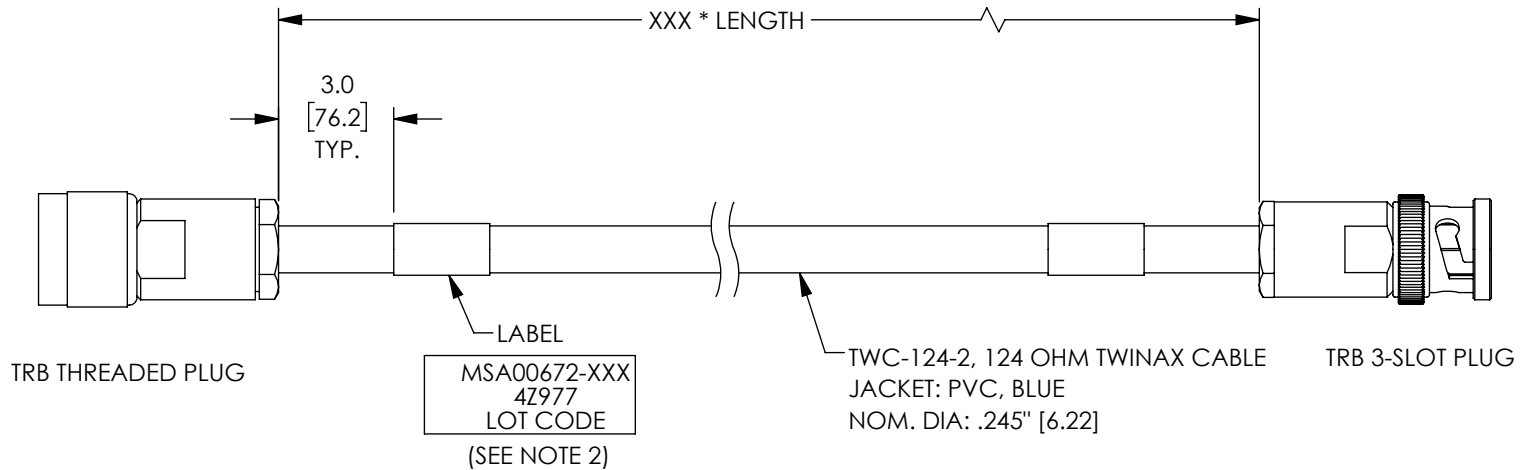 XXX * LENGTH
3.0
[76.2]
TYP.
LABEL
MSA00672-XXX
4Z977
LOT CODE
(SEE NOTE 2)
TRB THREADED PLUG
TWC-124-2, 124 OHM TWINAX CABLE
JACKET: PVC, BLUE
NOM. DIA: .245" [6.22]
TRB 3-SLOT PLUG